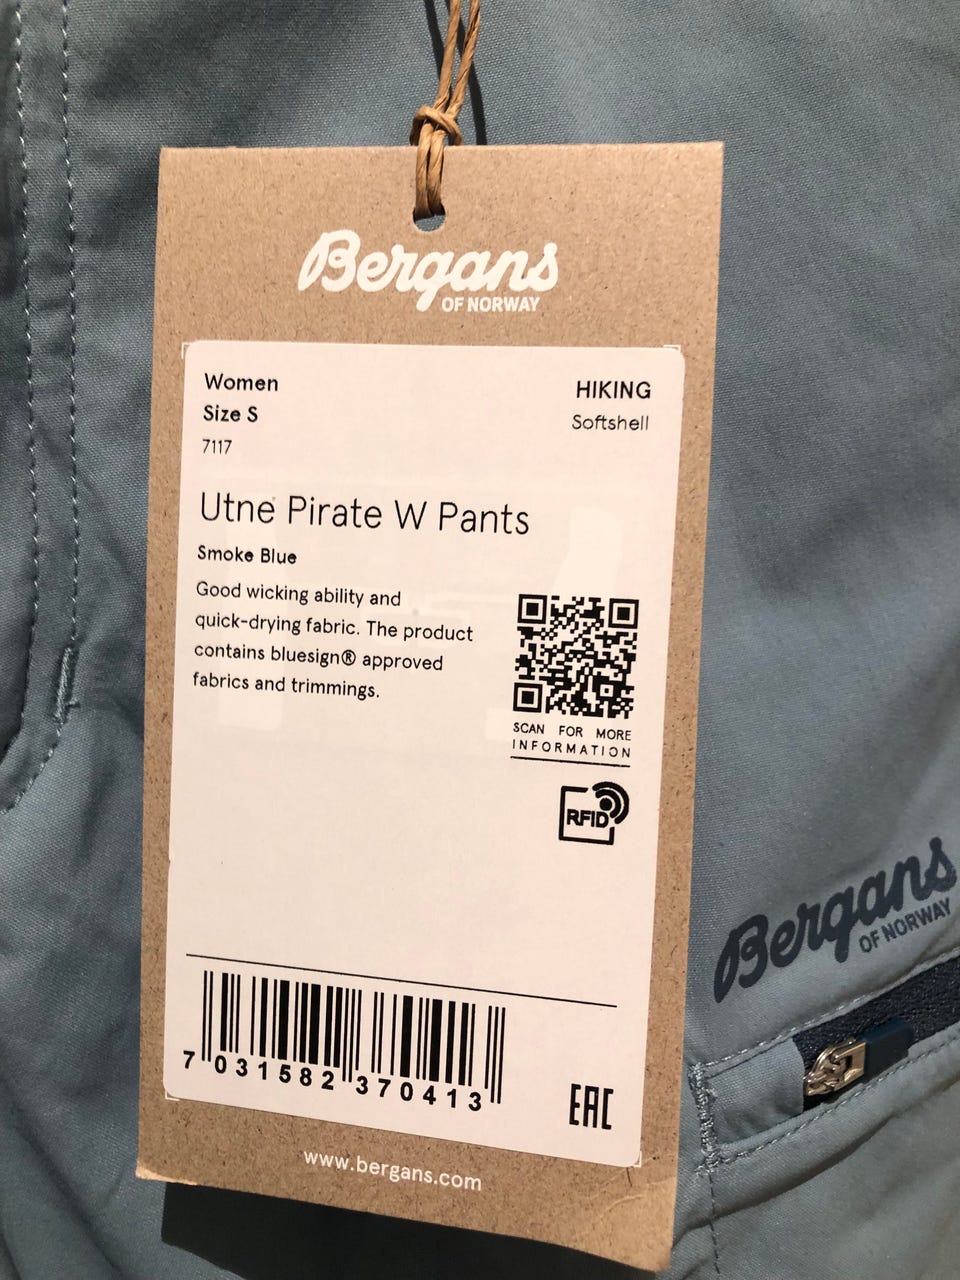 Bergans
OF NORWAY
Women
Size S
7117
HIKING
Softshell
Utne Pirate W Pants
Smoke Blue
Good wicking ability and
quick-drying fabric. The product
contains bluesign® approved
fabrics and trimmings.
SCAN FOR MORE
INFORMATION
RFID
7 031582 370413
EAC
www.bergans.com
Bergans
OF NORWAY